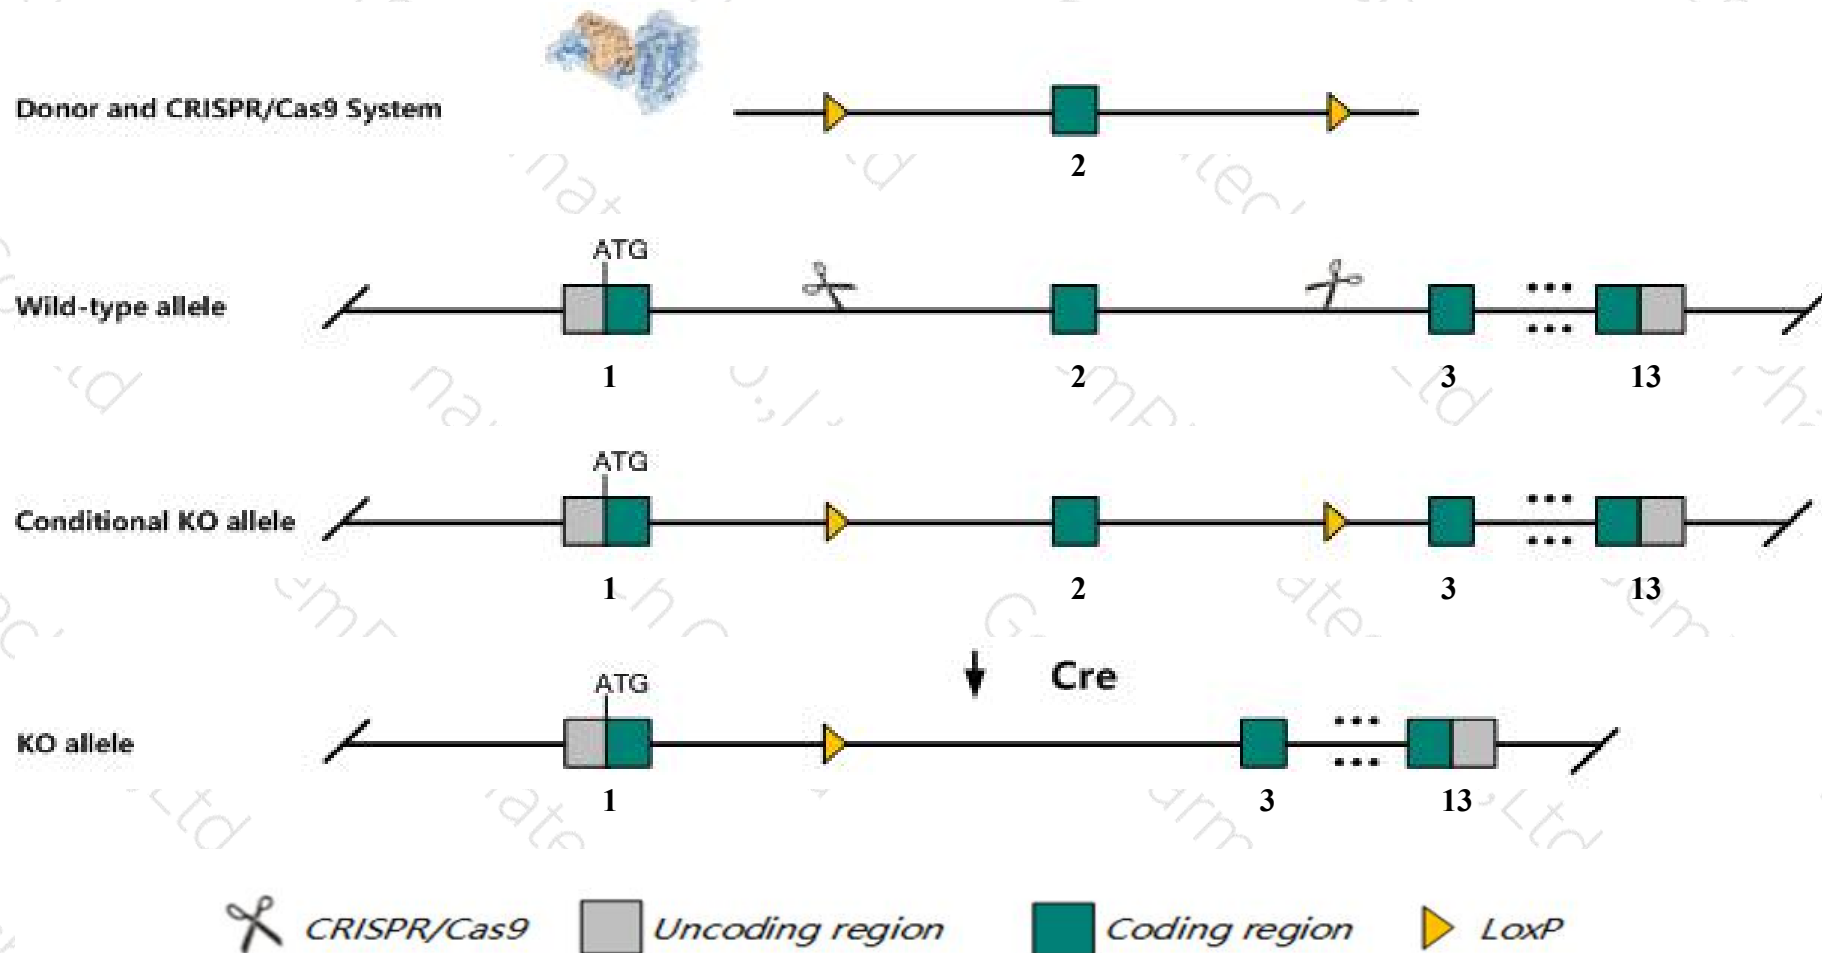 Donor and CRISPR/Cas9 System
2
ATG
Wild-type allele
1 2 3 13
ATG
Conditional KO allele
1 2 3 13
Cre
ATG
KO allele
1 3 13
CRISPR/Cas9 Uncoding region Coding region LoxP